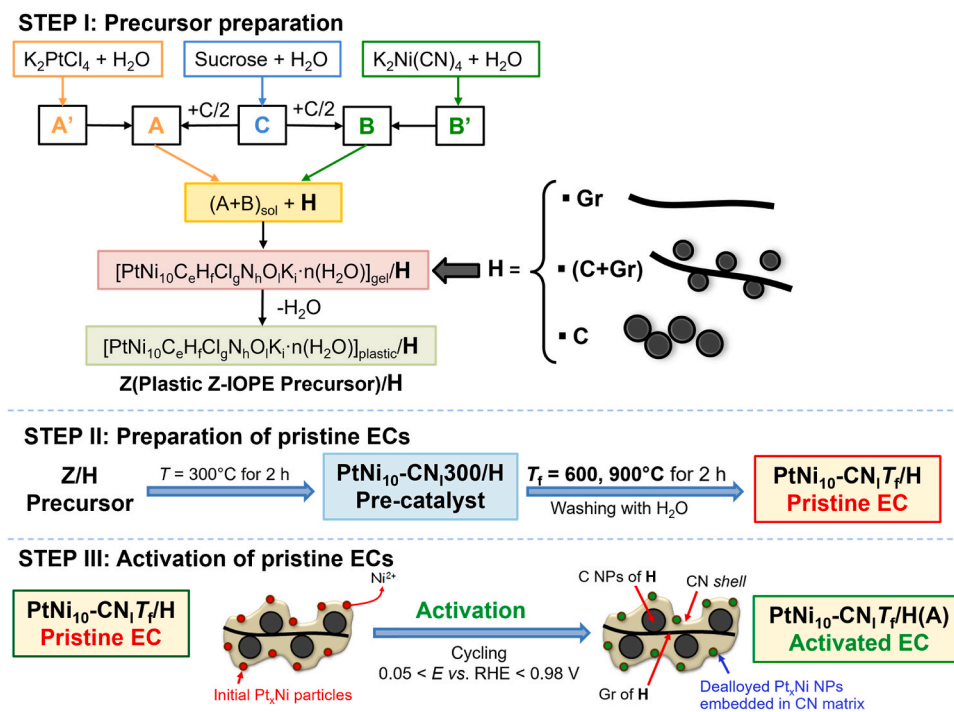 STEP I: Precursor preparation
K₂PtCl₄ + H₂O
Sucrose + H₂O
K₂Ni(CN)₄ + H₂O
+C/2
+C/2
A'
A
C
B
B'
(A+B)sol + H
▪ Gr
[PtNi₁₀CₑHfClgNₕOₗKᵢ·n(H₂O)]gel/H
H =
▪ (C+Gr)
-H₂O
[PtNi₁₀CₑHfClgNₕOₗKᵢ·n(H₂O)]plastic/H
▪ C
Z(Plastic Z-IOPE Precursor)/H
STEP II: Preparation of pristine ECs
Z/H
Precursor
T = 300°C for 2 h
PtNi₁₀-CNₗ300/H
Pre-catalyst
Tf = 600, 900°C for 2 h
Washing with H₂O
PtNi₁₀-CNₗTf/H
Pristine EC
STEP III: Activation of pristine ECs
PtNi₁₀-CNₗTf/H
Pristine EC
Ni²⁺
Initial PtₓNi particles
Activation
Cycling
0.05 < E vs. RHE < 0.98 V
C NPs of H
CN shell
Gr of H
Dealloyed PtₓNi NPs
embedded in CN matrix
PtNi₁₀-CNₗTf/H(A)
Activated EC